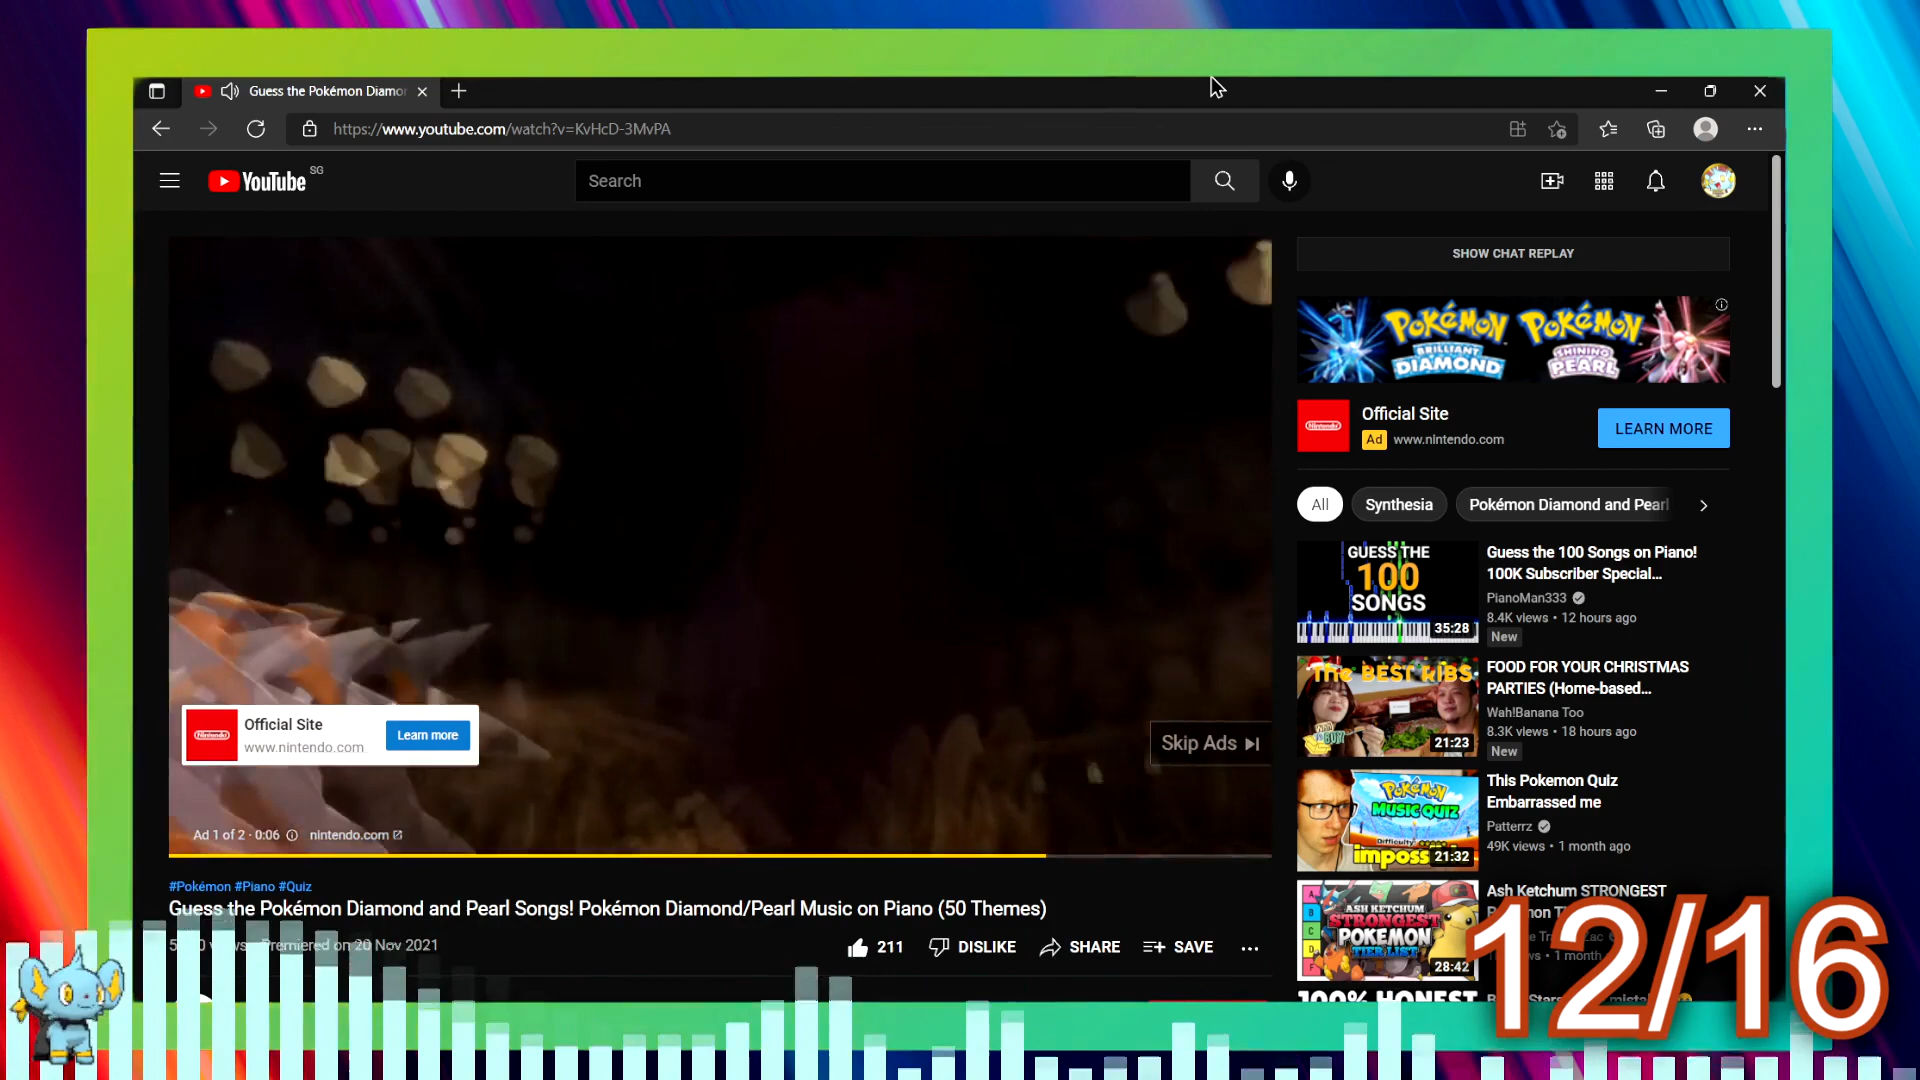 Guess the Pokémon Diamo
https://www.youtube.com/watch?v=KvHcD-3MvPA
YouTube SG
Search
SHOW CHAT REPLAY
POKÉMON BRILLIANT DIAMOND
POKÉMON SHINING PEARL
Nintendo
Official Site
Ad www.nintendo.com
LEARN MORE
All
Synthesia
Pokémon Diamond and Pearl
GUESS THE
100
SONGS
35:28
Guess the 100 Songs on Piano!
100K Subscriber Special...
PianoMan333
8.4K views • 12 hours ago
New
The BEST RIBS
21:23
FOOD FOR YOUR CHRISTMAS
PARTIES (Home-based...
Wah!Banana Too
8.3K views • 18 hours ago
New
POKÉMON
MUSIC QUIZ
Difficulty:
imposs
21:32
This Pokemon Quiz
Embarrassed me
Patterrz
49K views • 1 month ago
A
B
C
D
F
ASH KETCHUM
STRONGEST
POKEMON
TIER LIST
28:42
Ash Ketchum STRONGEST
100% HONEST
Nintendo
Official Site
www.nintendo.com
Learn more
Skip Ads
Ad 1 of 2 · 0:06
nintendo.com
#Pokémon #Piano #Quiz
Guess the Pokémon Diamond and Pearl Songs! Pokémon Diamond/Pearl Music on Piano (50 Themes)
Premiered on 20 Nov 2021
211
DISLIKE
SHARE
SAVE
12/16